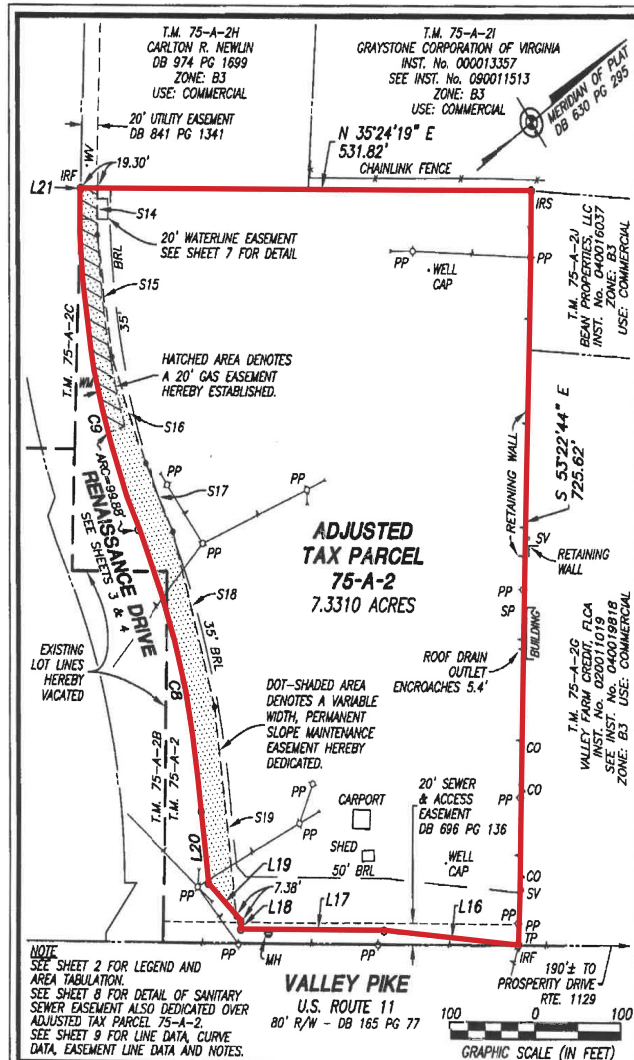 T.M. 75-A-2H
CARLTON R. NEWLIN
DB 974 PG 1699
ZONE: B3
USE: COMMERCIAL
T.M. 75-A-2I
GRAYSTONE CORPORATION OF VIRGINIA
INST. No. 000013357
SEE INST. No. 090011513
ZONE: B3
USE: COMMERCIAL
MERIDIAN OF PLAT
DB 630 PG 295
20' UTILITY EASEMENT
DB 841 PG 1341
N 35°24'19" E
531.82'
CHAINLINK FENCE
WV
IRF
19.30'
L21
IRS
S14
20' WATERLINE EASEMENT
SEE SHEET 7 FOR DETAIL
BRL
35'
S15
PP
WELL
CAP
PP
T.M. 75-A-2J
BEAN PROPERTIES, LLC
INST. No. 040016037
ZONE: B3
USE: COMMERCIAL
T.M. 75-A-2C
HATCHED AREA DENOTES
A 20' GAS EASEMENT
HEREBY ESTABLISHED.
WM
S16
C9
ARC=99.88'
PP
S17
PP
PP
RENAISSANCE DRIVE
SEE SHEETS 3 & 4
RETAINING WALL
S 53°22'44" E
725.62'
ADJUSTED
TAX PARCEL
75-A-2
7.3310 ACRES
SV
RETAINING
WALL
S18
35' BRL
PP
SP
BUILDING
EXISTING
LOT LINES
HEREBY
VACATED
ROOF DRAIN
OUTLET
ENCROACHES 5.4'
T.M. 75-A-2G
VALLEY FARM CREDIT, FLCA
INST. No. 020011019
SEE INST. No. 040019818
ZONE: B3 USE: COMMERCIAL
C8
DOT-SHADED AREA
DENOTES A VARIABLE
WIDTH, PERMANENT
SLOPE MAINTENANCE
EASEMENT HEREBY
DEDICATED.
T.M. 75-A-2B
T.M. 75-A-2
CO
CO
PP
20' SEWER
& ACCESS
EASEMENT
DB 696 PG 136
PP
CARPORT
S19
PP
SHED
L20
PP
L19
50' BRL
WELL
CAP
CO
SV
7.38'
L18
L17
L16
PP
PP
TP
IRF
PP
MH
PP
NOTE
SEE SHEET 2 FOR LEGEND AND
AREA TABULATION.
SEE SHEET 8 FOR DETAIL OF SANITARY
SEWER EASEMENT ALSO DEDICATED OVER
ADJUSTED TAX PARCEL 75-A-2.
SEE SHEET 9 FOR LINE DATA, CURVE
DATA, EASEMENT LINE DATA AND NOTES.
VALLEY PIKE
U.S. ROUTE 11
80' R/W - DB 165 PG 77
190'± TO
PROSPERITY DRIVE
RTE. 1129
100 0 100
GRAPHIC SCALE (IN FEET)